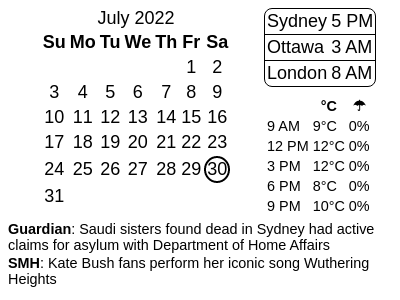 July 2022
Su Mo Tu We Th Fr Sa
1 2
3 4 5 6 7 8 9
10 11 12 13 14 15 16
17 18 19 20 21 22 23
24 25 26 27 28 29 30
31
Sydney 5 PM
Ottawa 3 AM
London 8 AM
°C ☂
9 AM 9°C 0%
12 PM 12°C 0%
3 PM 12°C 0%
6 PM 8°C 0%
9 PM 10°C 0%
Guardian: Saudi sisters found dead in Sydney had active
claims for asylum with Department of Home Affairs
SMH: Kate Bush fans perform her iconic song Wuthering
Heights